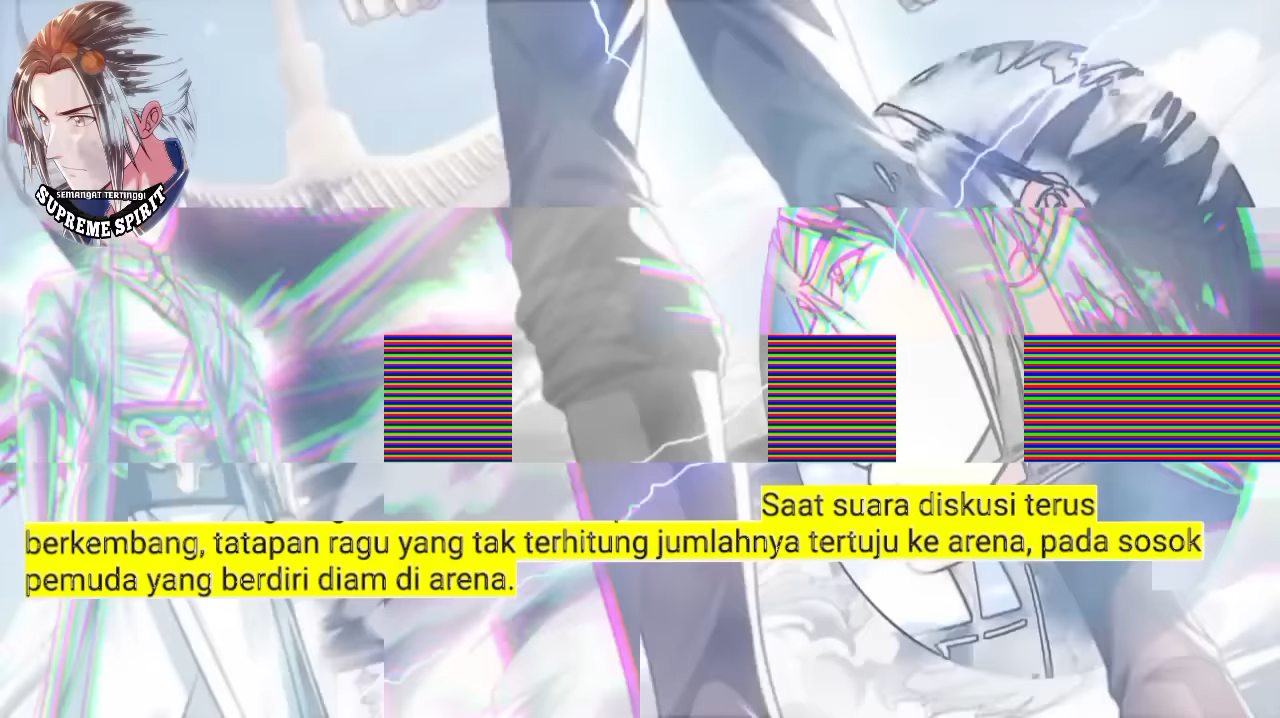 SEMANGAT TERTINGGI
SUPREME SPIRIT
Saat suara diskusi terus
berkembang, tatapan ragu yang tak terhitung jumlahnya tertuju ke arena, pada sosok
pemuda yang berdiri diam di arena.